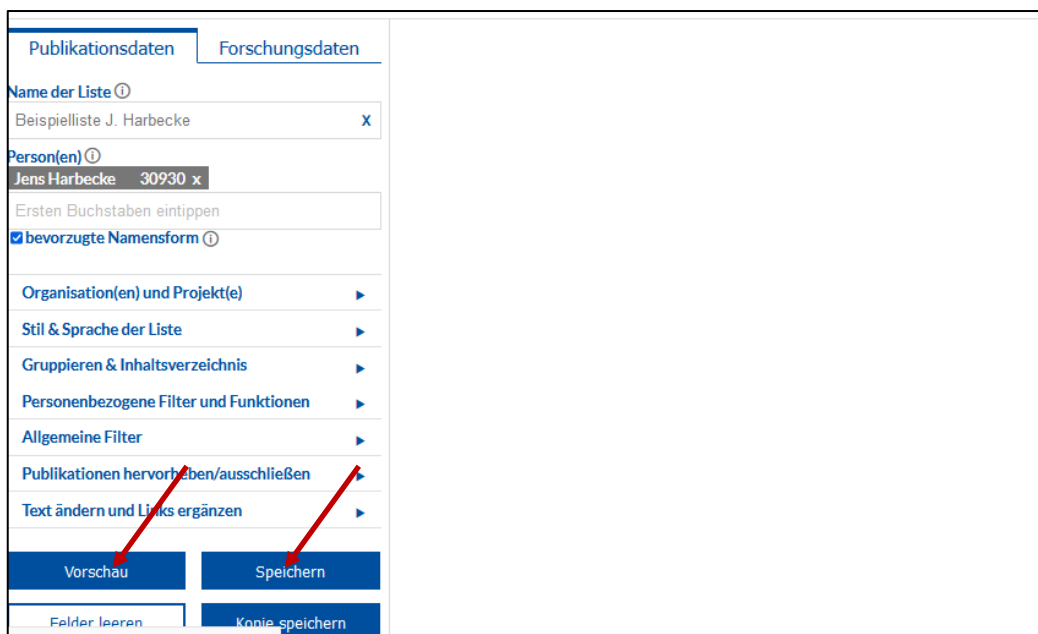 Publikationsdaten Forschungsdaten
Name der Liste
Beispielliste J. Harbecke X
Person(en)
Jens Harbecke 30930 x
Ersten Buchstaben eintippen
bevorzugte Namensform
Organisation(en) und Projekt(e)
Stil & Sprache der Liste
Gruppieren & Inhaltsverzeichnis
Personenbezogene Filter und Funktionen
Allgemeine Filter
Publikationen hervorheben/ausschließen
Text ändern und Links ergänzen
Vorschau Speichern
Felder leeren Kopie speichern